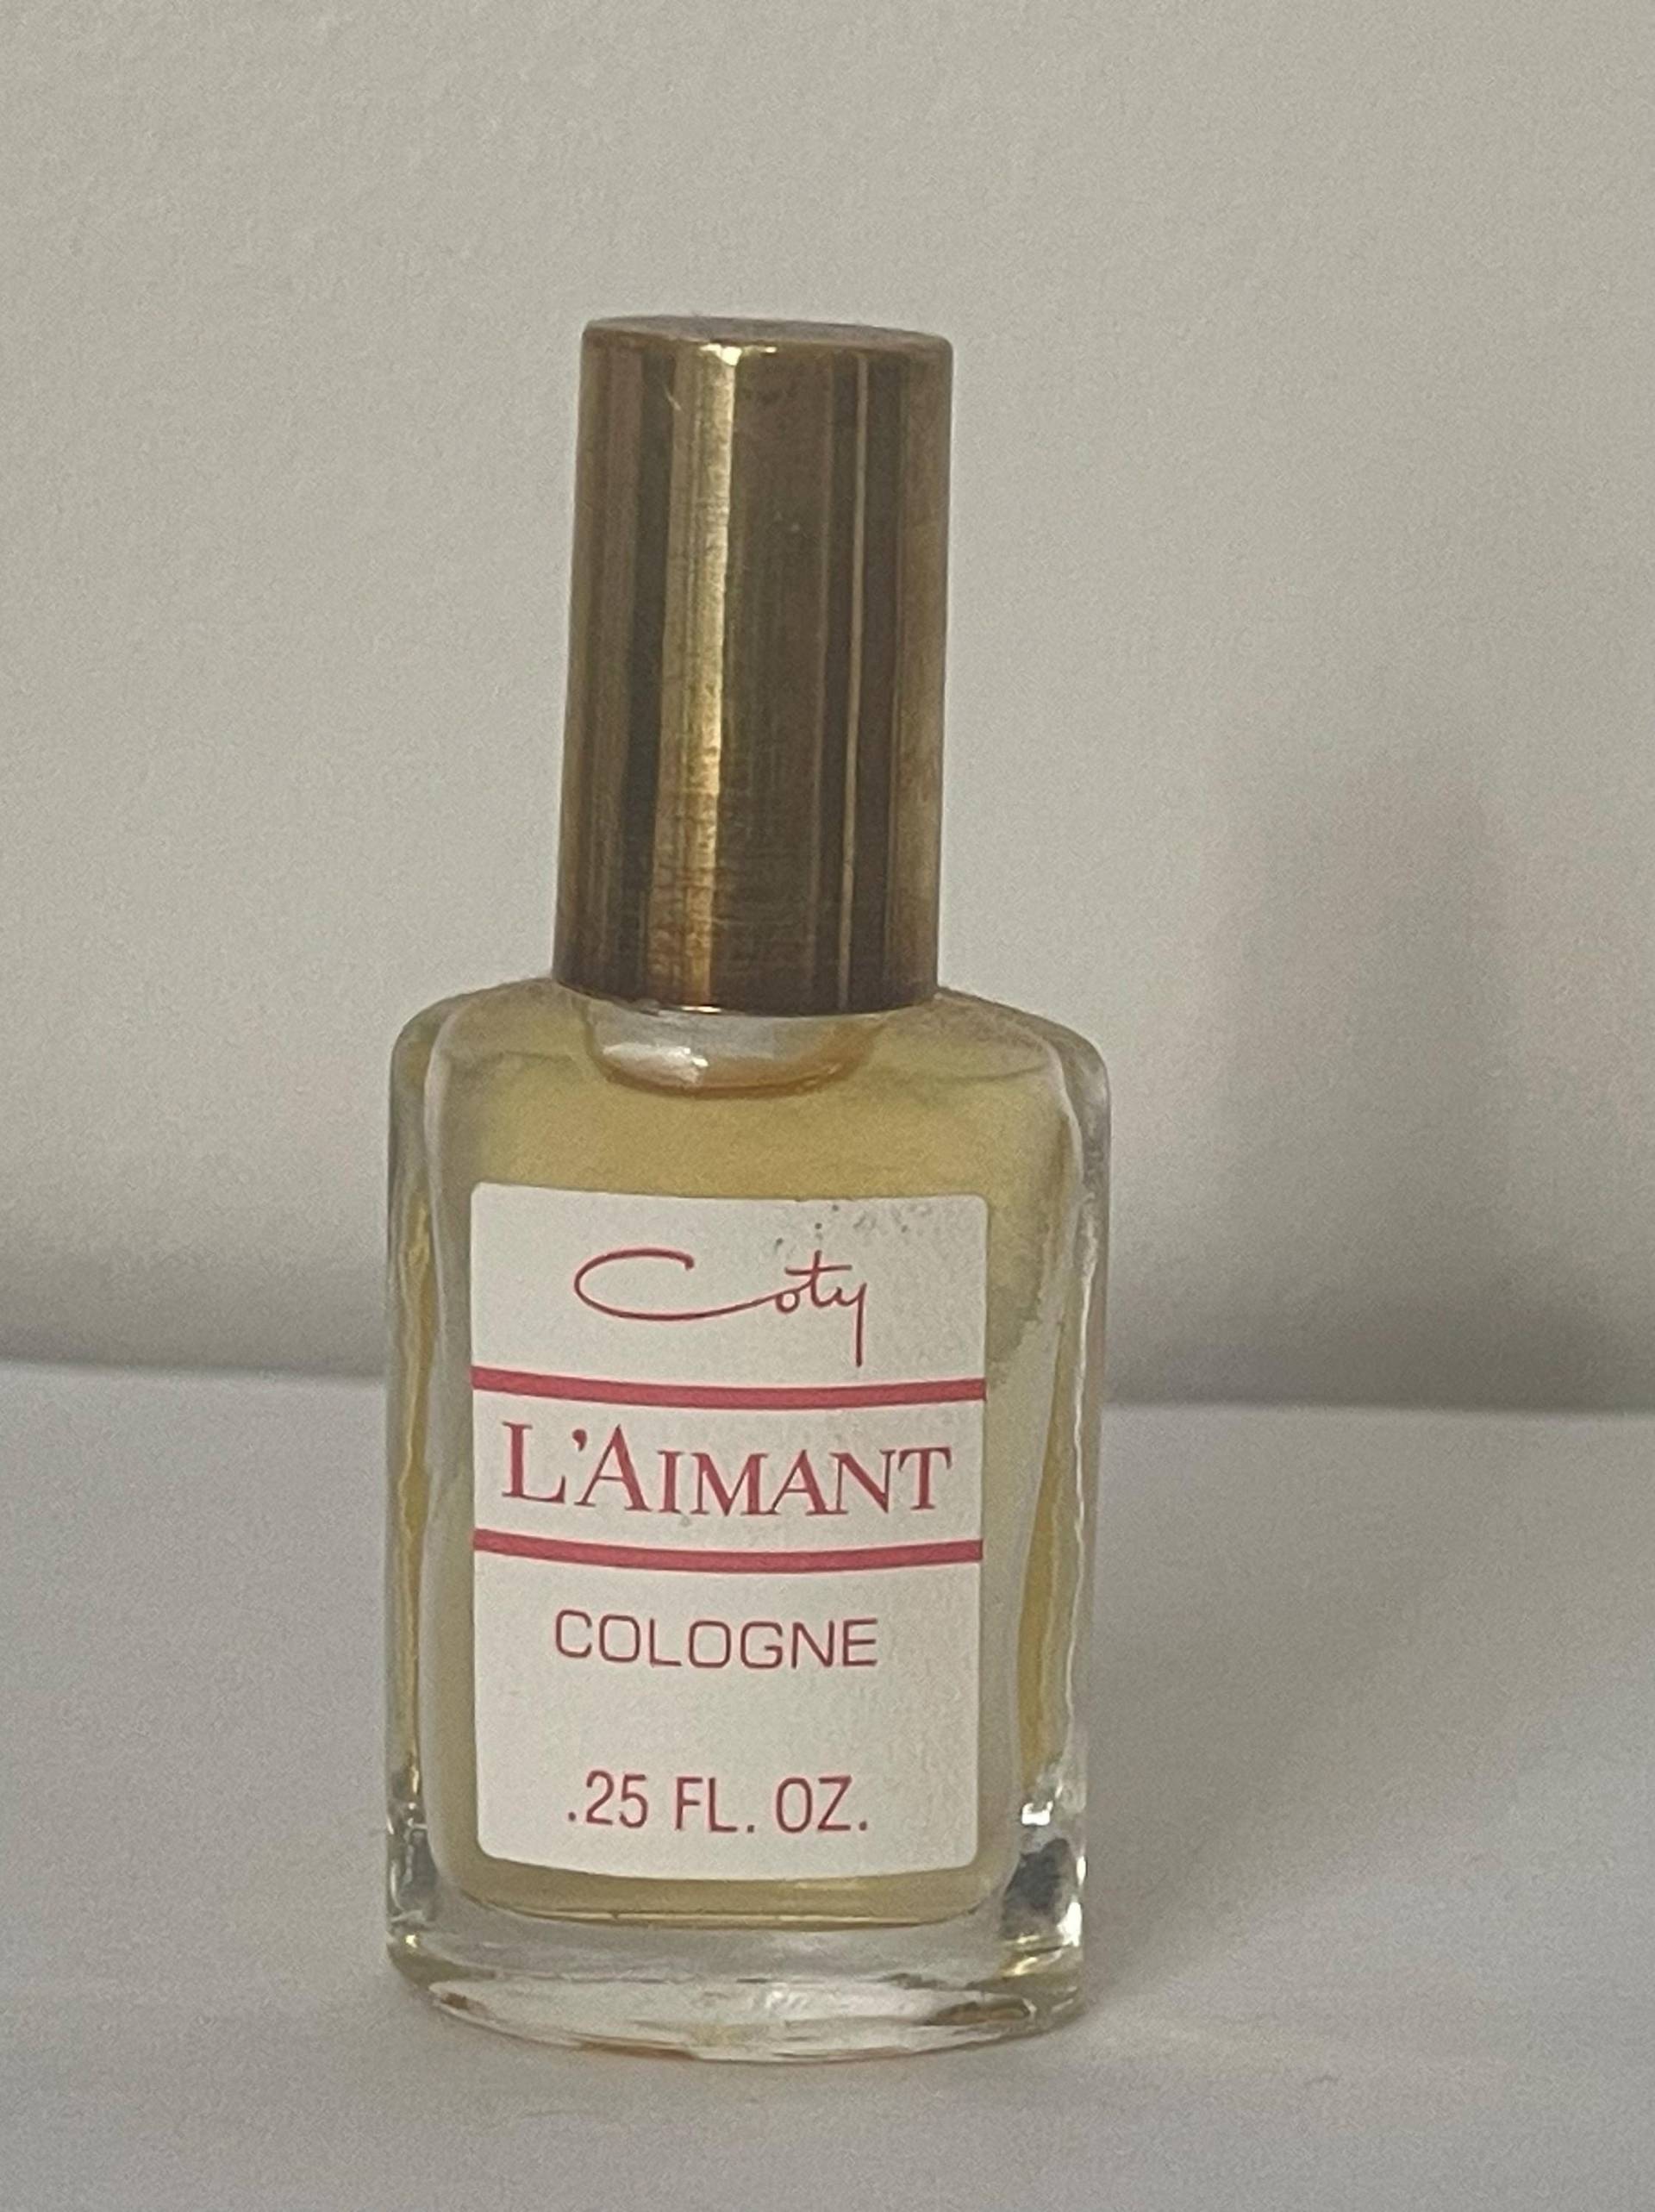 Coty
L'AIMANT
COLOGNE
.25 FL. OZ.